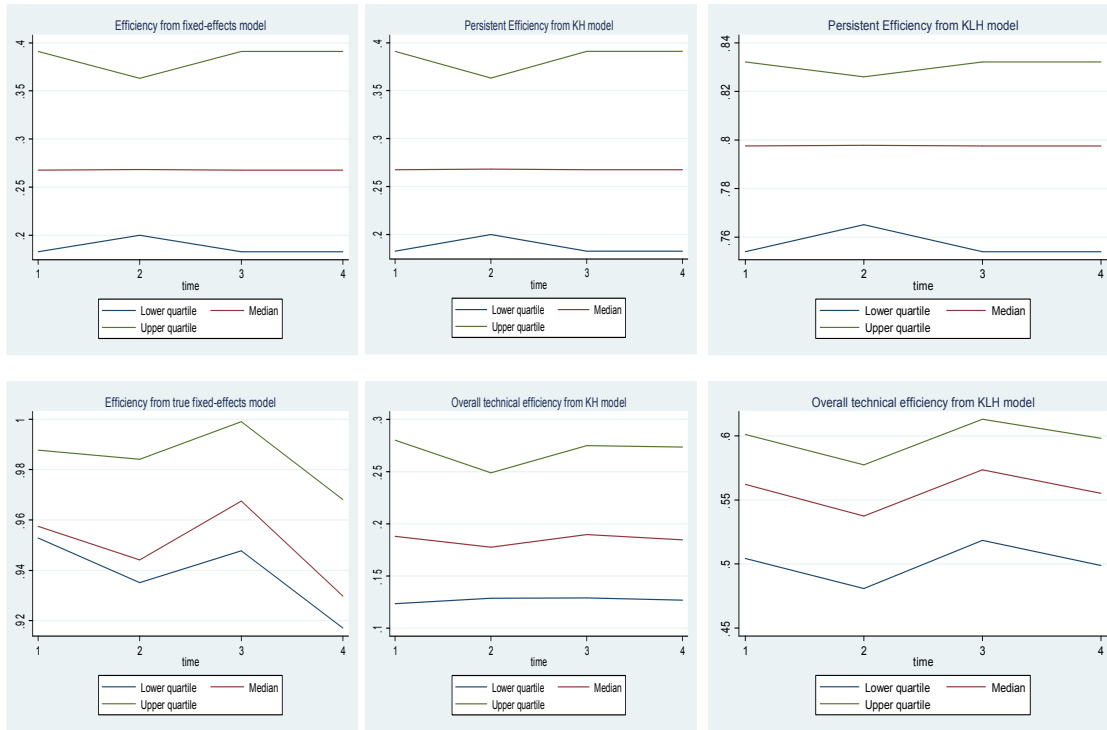 Efficiency from fixed-effects model
.4
.35
.3
.25
.2
1 2 3 4
time
Lower quartile Median
Upper quartile
Persistent Efficiency from KH model
.4
.35
.3
.25
.2
1 2 3 4
time
Lower quartile Median
Upper quartile
Persistent Efficiency from KLH model
.84
.82
.8
.78
.76
1 2 3 4
time
Lower quartile Median
Upper quartile
Efficiency from true fixed-effects model
1
.98
.96
.94
.92
1 2 3 4
time
Lower quartile Median
Upper quartile
Overall technical efficiency from KH model
.3
.25
.2
.15
.1
1 2 3 4
time
Lower quartile Median
Upper quartile
Overall technical efficiency from KLH model
.6
.55
.5
.45
1 2 3 4
time
Lower quartile Median
Upper quartile